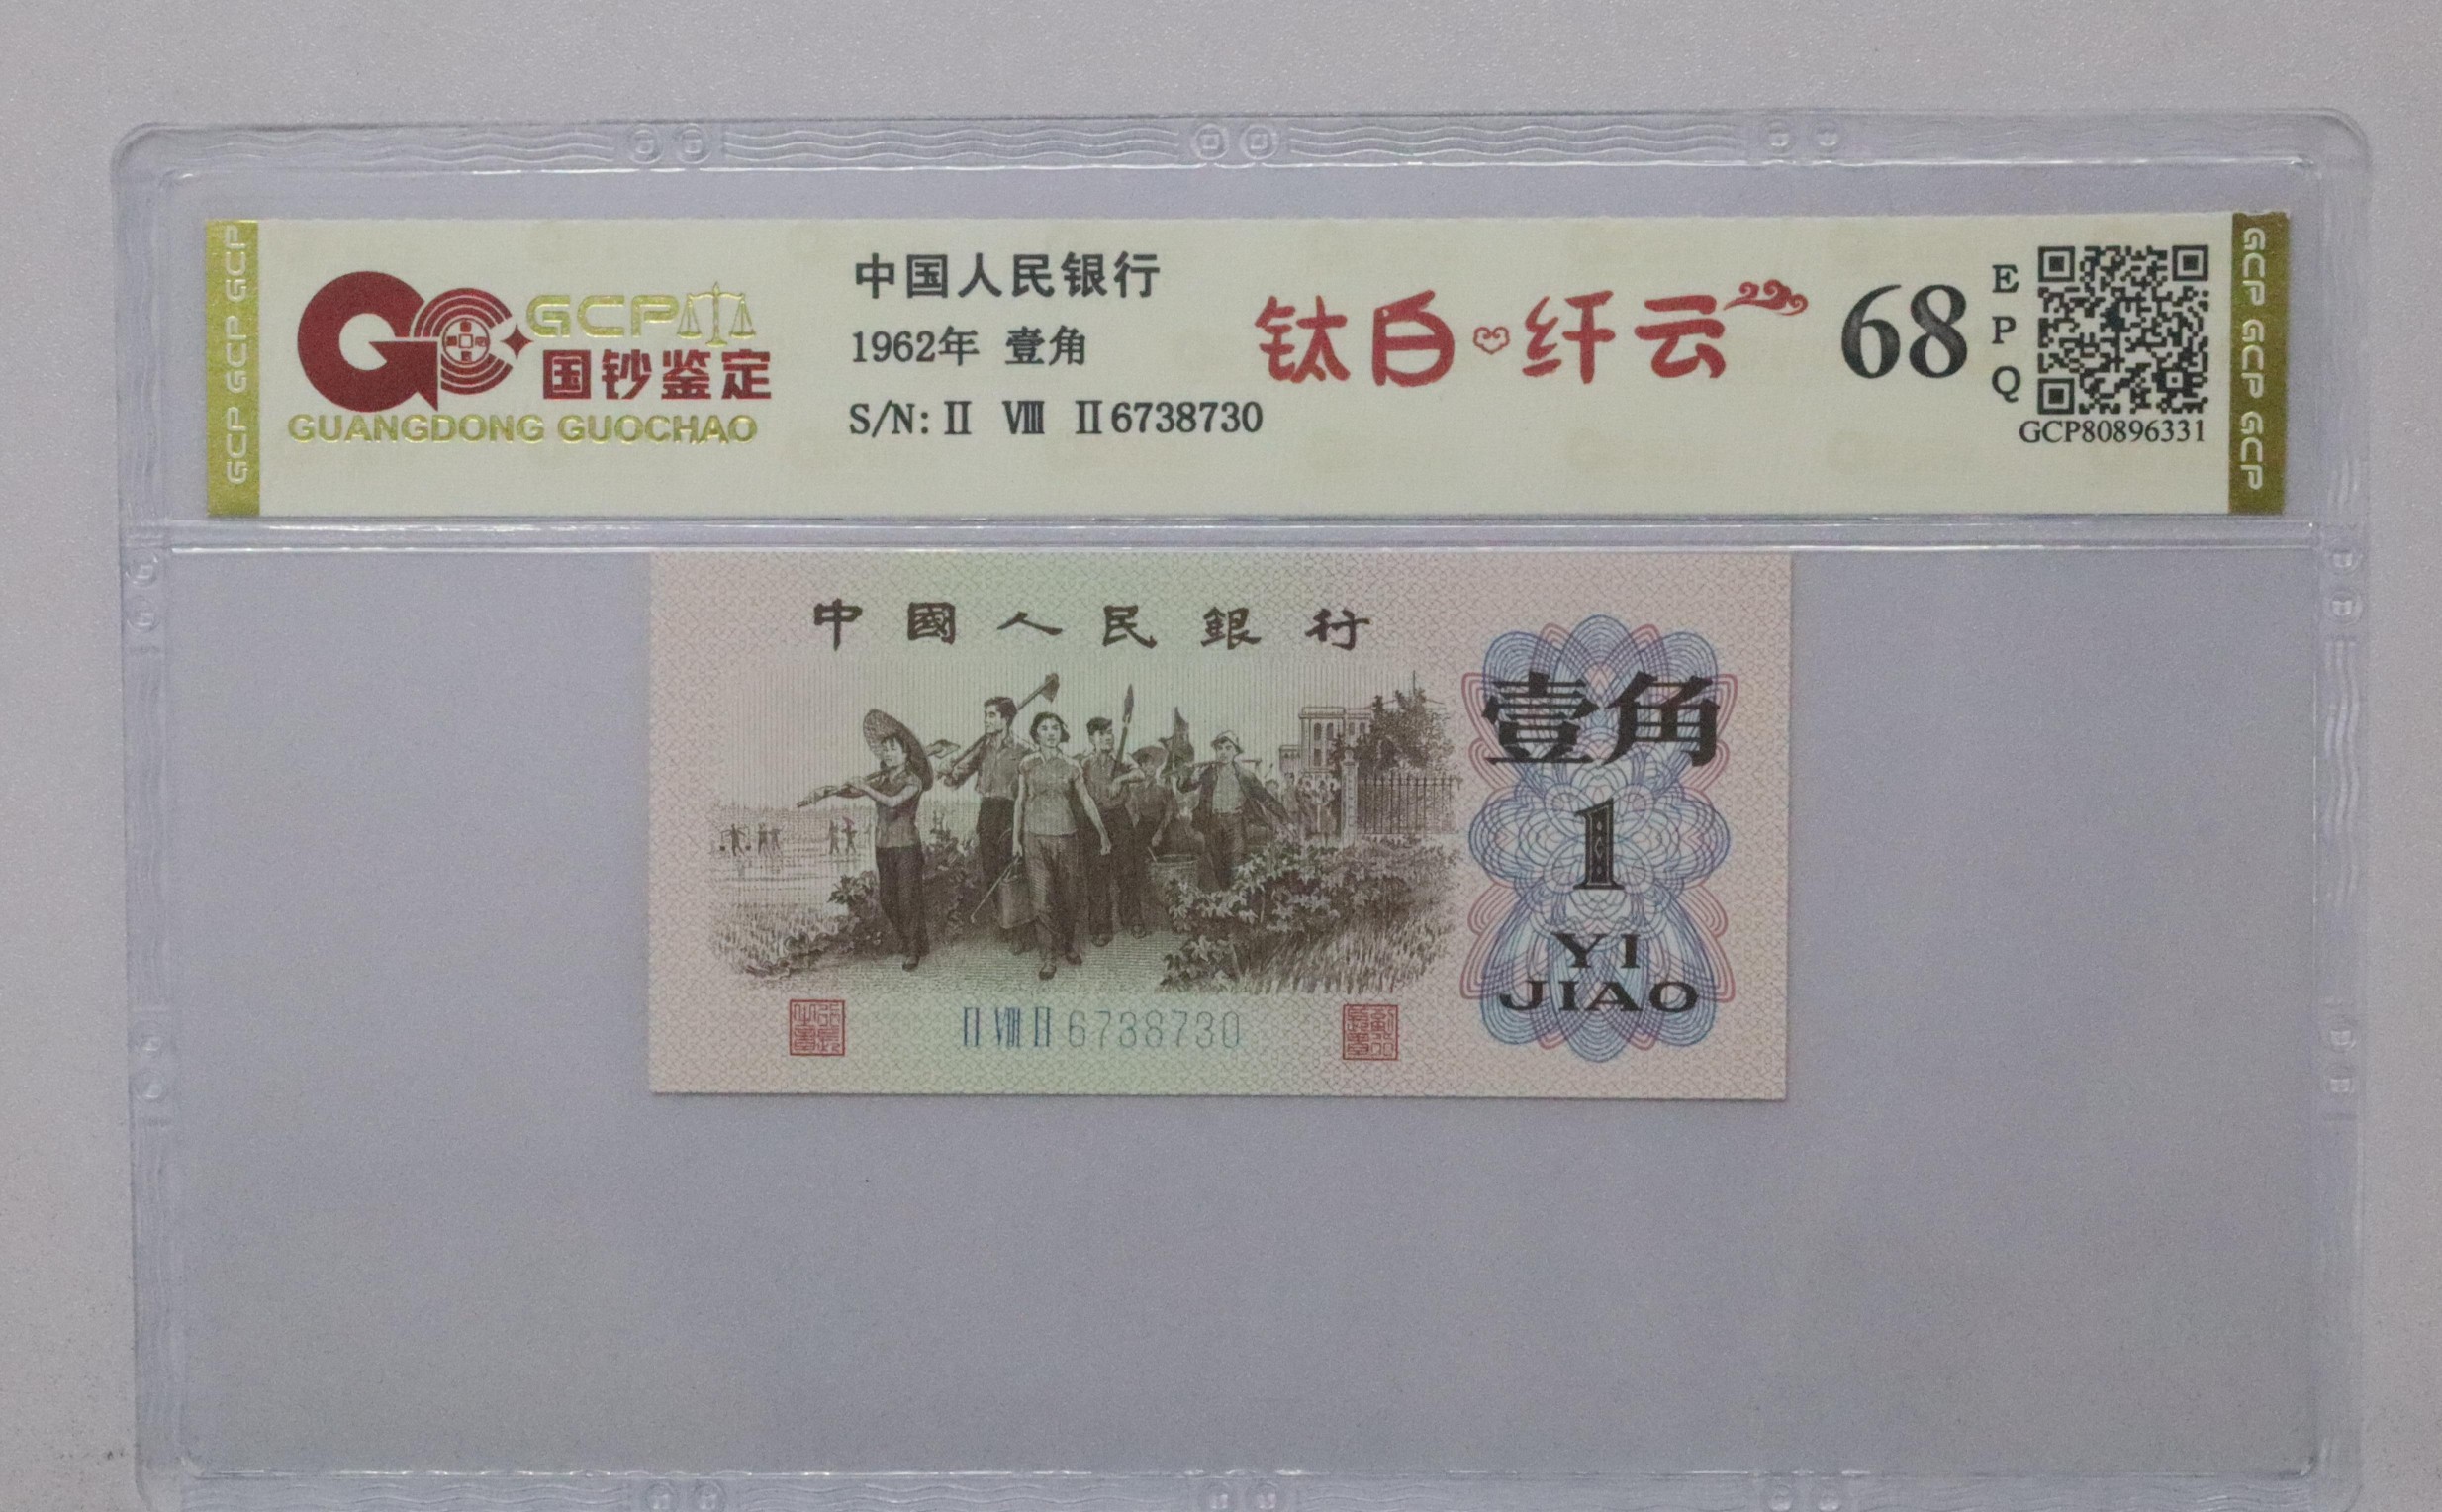 GCP GCP GCP
GCP
国钞鉴定
GUANGDONG GUOCHAO
中国人民银行
1962年 壹角
S/N: Ⅱ Ⅷ Ⅱ6738730
钛白纤云
68
EPQ
GCP80896331
GCP GCP GCP
中國人民銀行
壹角
1
YI
JIAO
Ⅱ Ⅷ Ⅱ 6738730